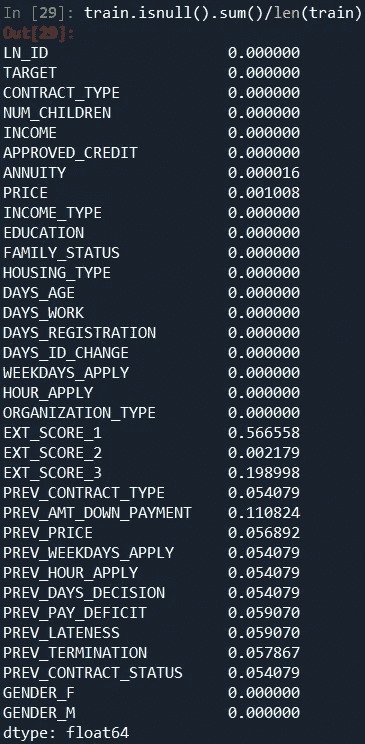 In [29]: train.isnull().sum()/len(train)
Out[29]:
LN_ID 0.000000
TARGET 0.000000
CONTRACT_TYPE 0.000000
NUM_CHILDREN 0.000000
INCOME 0.000000
APPROVED_CREDIT 0.000000
ANNUITY 0.000016
PRICE 0.001008
INCOME_TYPE 0.000000
EDUCATION 0.000000
FAMILY_STATUS 0.000000
HOUSING_TYPE 0.000000
DAYS_AGE 0.000000
DAYS_WORK 0.000000
DAYS_REGISTRATION 0.000000
DAYS_ID_CHANGE 0.000000
WEEKDAYS_APPLY 0.000000
HOUR_APPLY 0.000000
ORGANIZATION_TYPE 0.000000
EXT_SCORE_1 0.566558
EXT_SCORE_2 0.002179
EXT_SCORE_3 0.198998
PREV_CONTRACT_TYPE 0.054079
PREV_AMT_DOWN_PAYMENT 0.110824
PREV_PRICE 0.056892
PREV_WEEKDAYS_APPLY 0.054079
PREV_HOUR_APPLY 0.054079
PREV_DAYS_DECISION 0.054079
PREV_PAY_DEFICIT 0.059070
PREV_LATENESS 0.059070
PREV_TERMINATION 0.057867
PREV_CONTRACT_STATUS 0.054079
GENDER_F 0.000000
GENDER_M 0.000000
dtype: float64